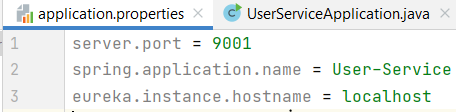 application.properties × UserServiceApplication.java ×
1 server.port = 9001
2 spring.application.name = User-Service
3 eureka.instance.hostname = localhost